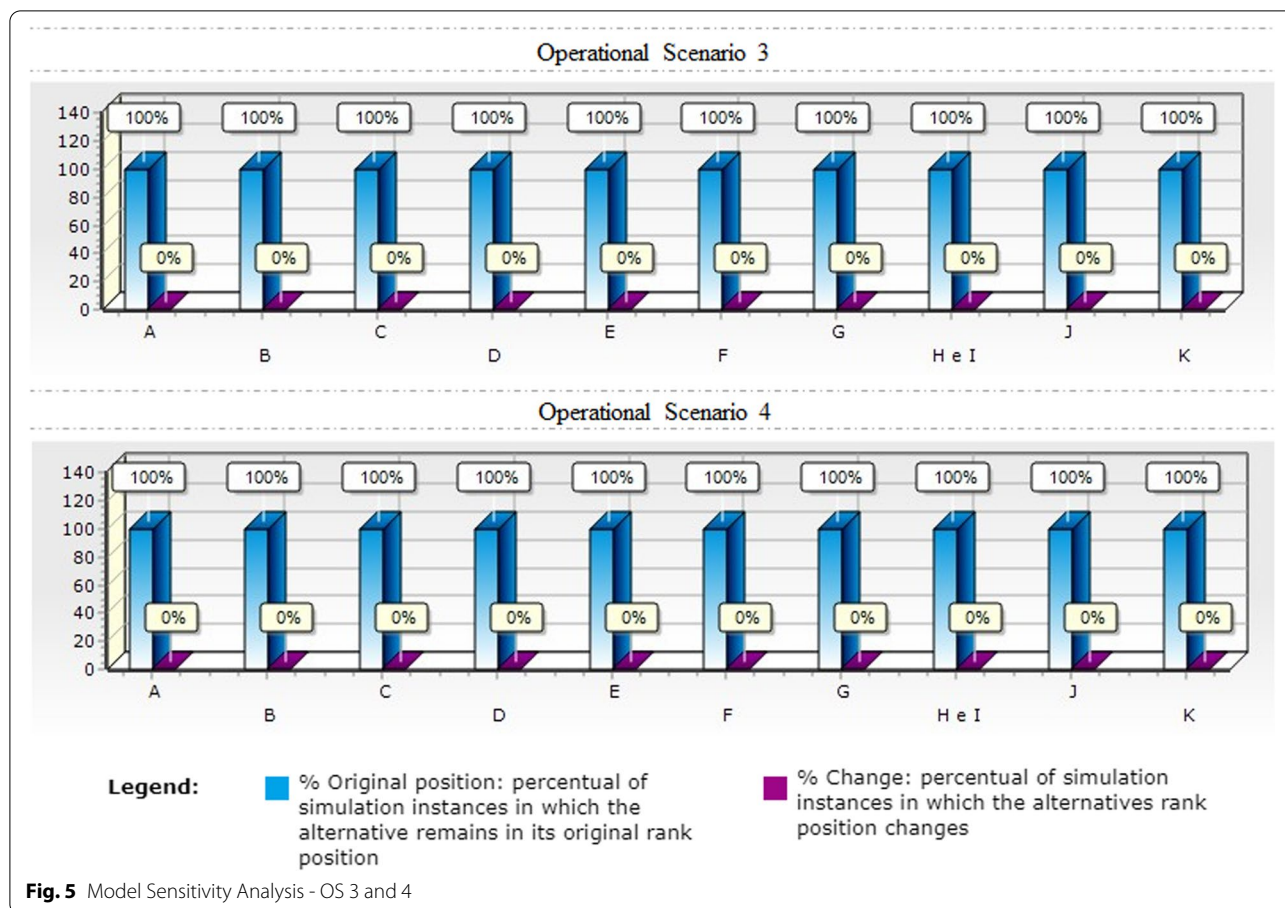 Operational Scenario 3
140
120
100
80
60
40
20
0
100% 100% 100% 100% 100% 100% 100% 100% 100% 100%
0% 0% 0% 0% 0% 0% 0% 0% 0% 0%
A C E G J
B D F H e I K
Operational Scenario 4
140
120
100
80
60
40
20
0
100% 100% 100% 100% 100% 100% 100% 100% 100% 100%
0% 0% 0% 0% 0% 0% 0% 0% 0% 0%
A C E G J
B D F H e I K
Legend:
% Original position: percentual of
simulation instances in which the
alternative remains in its original rank
position
% Change: percentual of simulation
instances in which the alternatives rank
position changes
Fig. 5 Model Sensitivity Analysis - OS 3 and 4